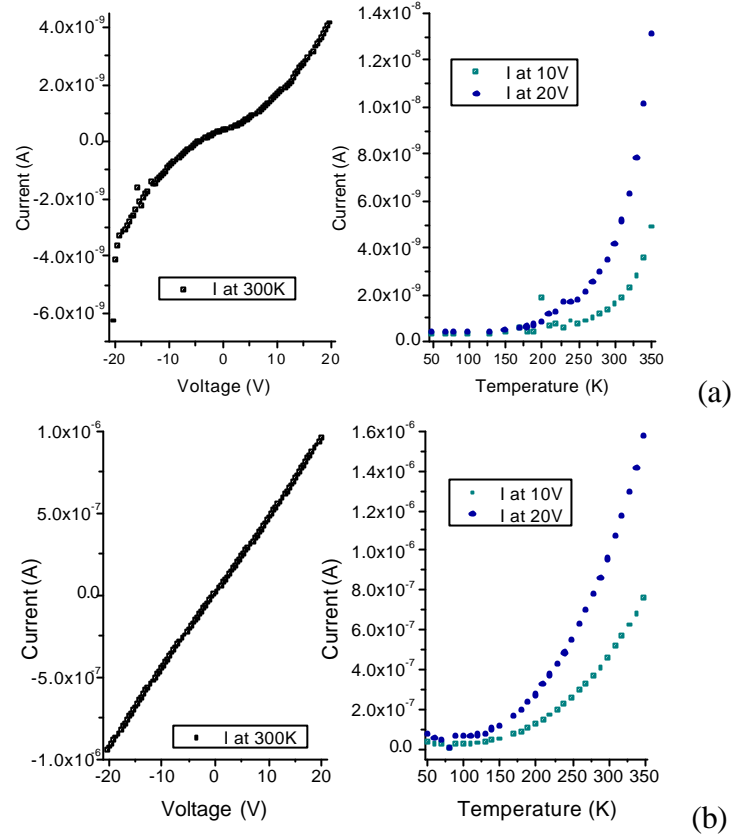 4.0x10⁻⁹
2.0x10⁻⁹
0.0
-2.0x10⁻⁹
-4.0x10⁻⁹
-6.0x10⁻⁹
Current (A)
I at 300K
-20 -10 0 10 20
Voltage (V)
1.4x10⁻⁸
1.2x10⁻⁸
1.0x10⁻⁸
8.0x10⁻⁹
6.0x10⁻⁹
4.0x10⁻⁹
2.0x10⁻⁹
0.0
Current (A)
I at 10V
I at 20V
50 100 150 200 250 300 350
Temperature (K)
(a)
1.0x10⁻⁶
5.0x10⁻⁷
0.0
-5.0x10⁻⁷
-1.0x10⁻⁶
Current (A)
I at 300K
-20 -10 0 10 20
Voltage (V)
1.6x10⁻⁶
1.4x10⁻⁶
1.2x10⁻⁶
1.0x10⁻⁶
8.0x10⁻⁷
6.0x10⁻⁷
4.0x10⁻⁷
2.0x10⁻⁷
0.0
Current (A)
I at 10V
I at 20V
50 100 150 200 250 300 350
Temperature (K)
(b)